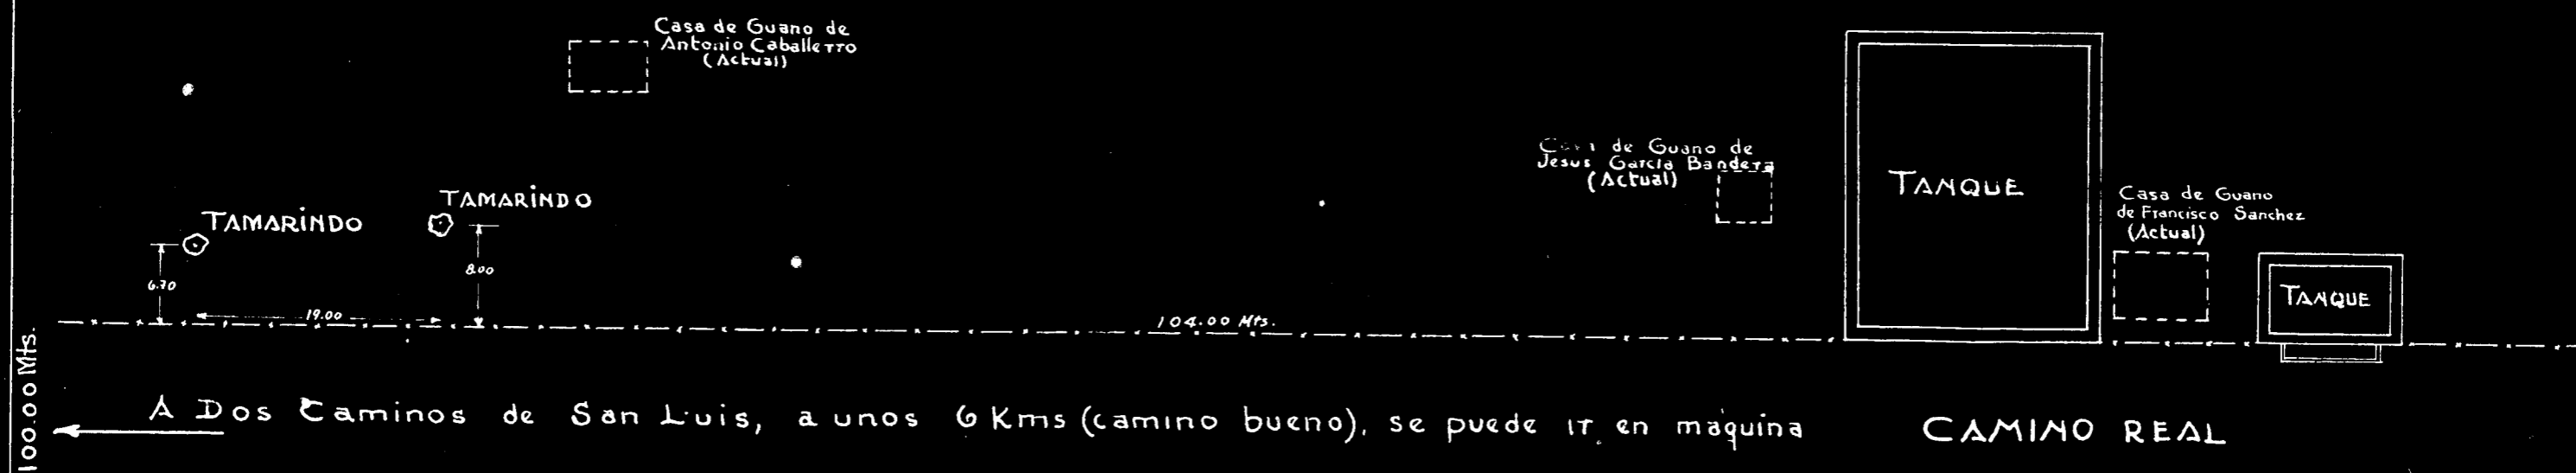 Casa de Guano de
Antonio Caballerro
(Actual)
Casa de Guano de
Jesus Garcia Bandera
(Actual)
TANQUE
Casa de Guano
de Francisco Sanchez
(Actual)
TAMARINDO
TAMARINDO
6.70
8.00
19.00
104.00 Mts.
TANQUE
100.00 Mts.
A Dos Caminos de San Luis, a unos 6 Kms (camino bueno), se puede ir en máquina
CAMINO REAL